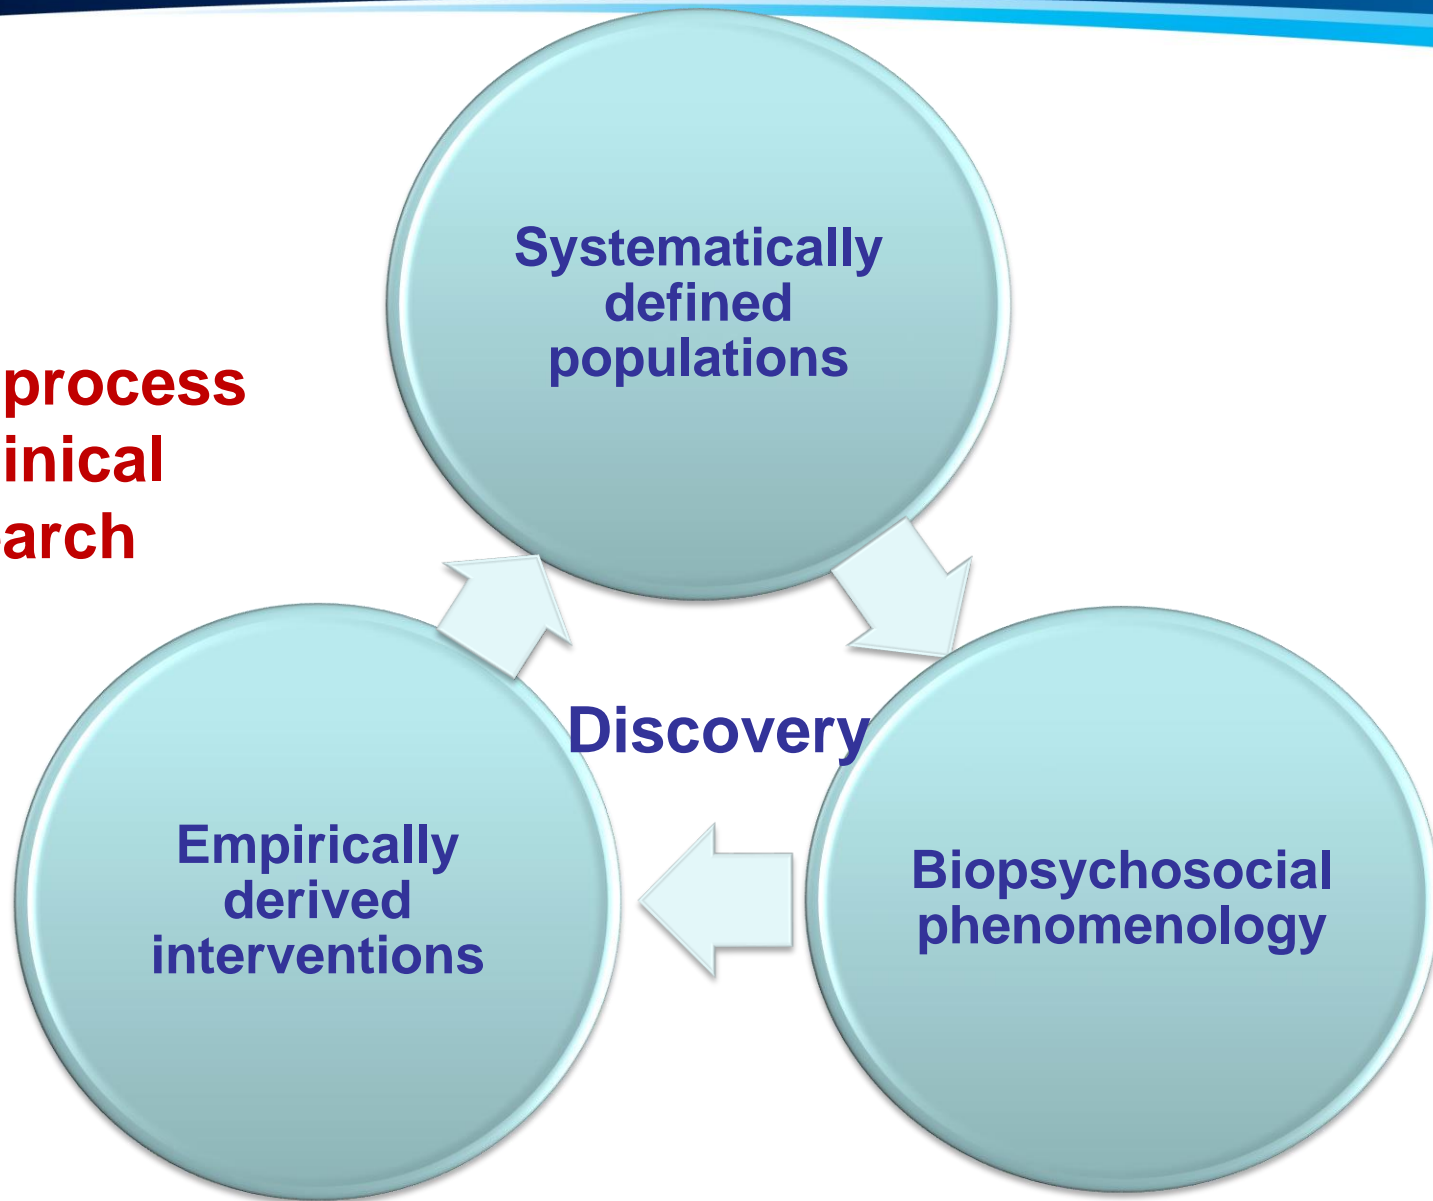 Systematically
defined
populations
process
inical
arch
Discovery
Empirically
derived
interventions
Biopsychosocial
phenomenology